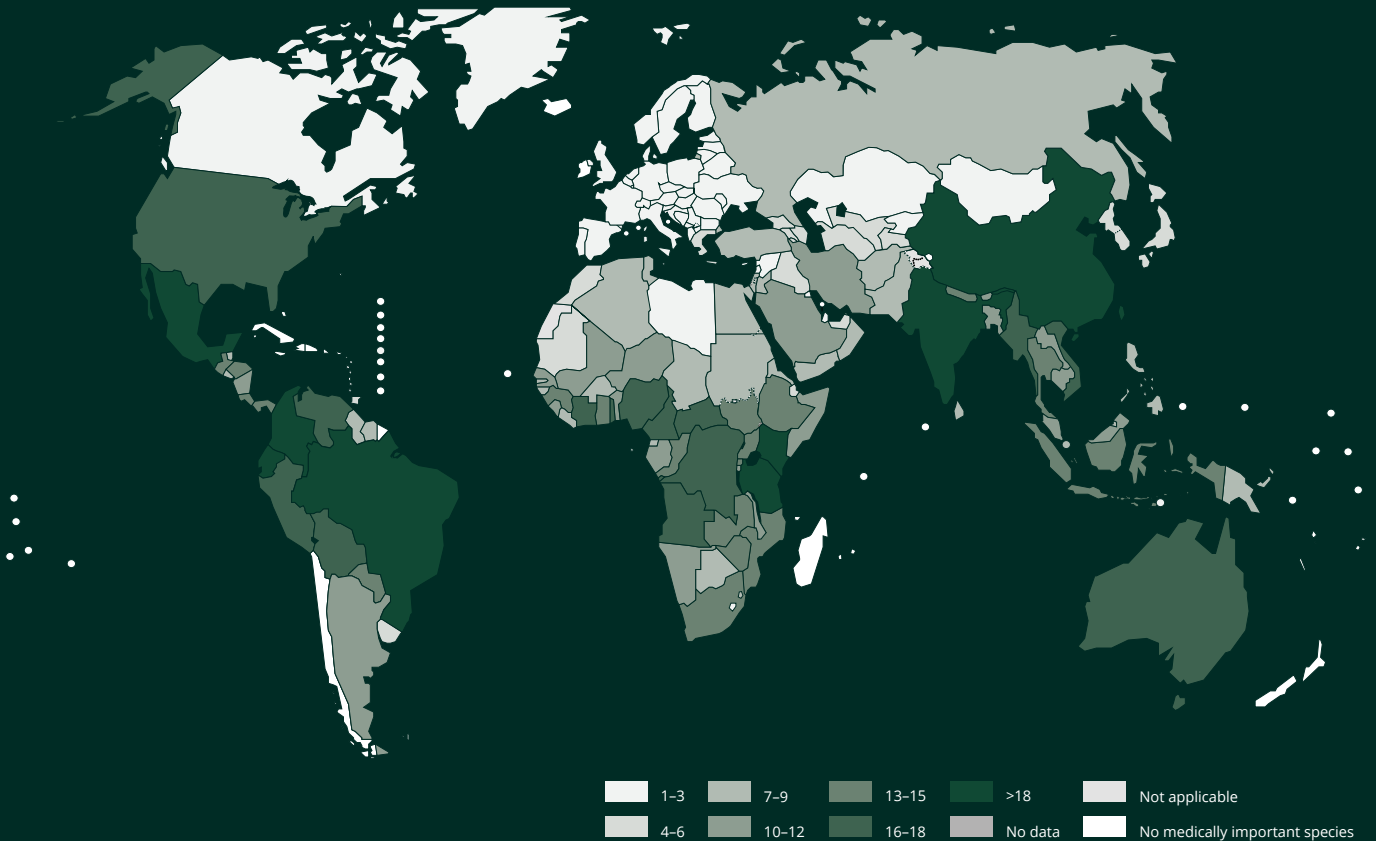 1–3 7–9 13–15 >18 Not applicable
4–6 10–12 16–18 No data No medically important species